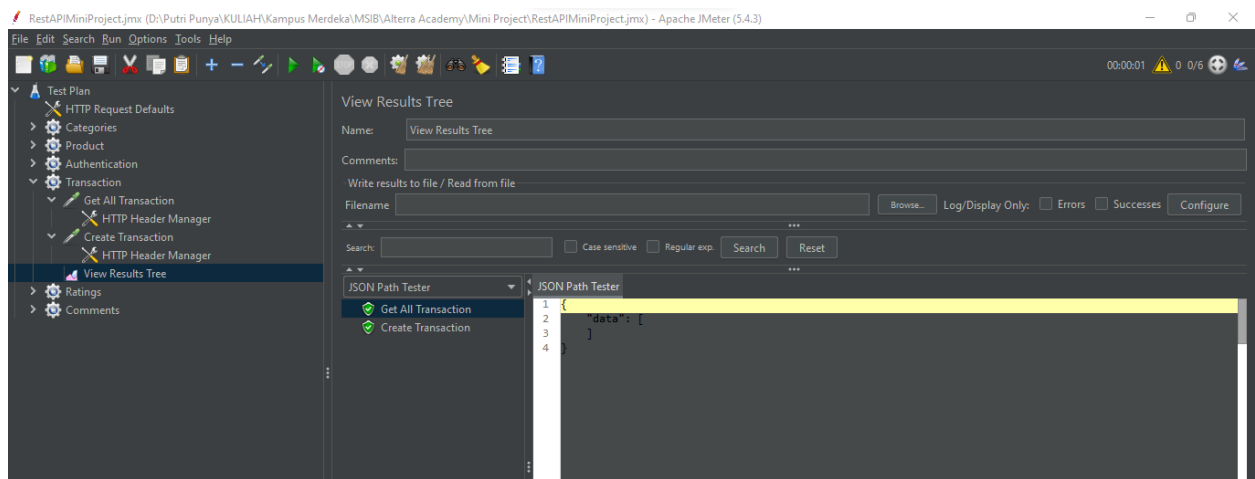 RestAPIMiniProject.jmx (D:\Putri Punya\KULIAH\Kampus Merdeka\MSIB\Alterra Academy\Mini Project\RestAPIMiniProject.jmx) - Apache JMeter (5.4.3)
File Edit Search Run Options Tools Help
00:00:01 0 0/6
Test Plan
HTTP Request Defaults
Categories
Product
Authentication
Transaction
Get All Transaction
HTTP Header Manager
Create Transaction
HTTP Header Manager
View Results Tree
Ratings
Comments
View Results Tree
Name: View Results Tree
Comments:
Write results to file / Read from file
Filename Browse... Log/Display Only: Errors Successes Configure
Search: Case sensitive Regular exp. Search Reset
JSON Path Tester
Get All Transaction
Create Transaction
JSON Path Tester
1 {
2 "data": [
3 ]
4 }